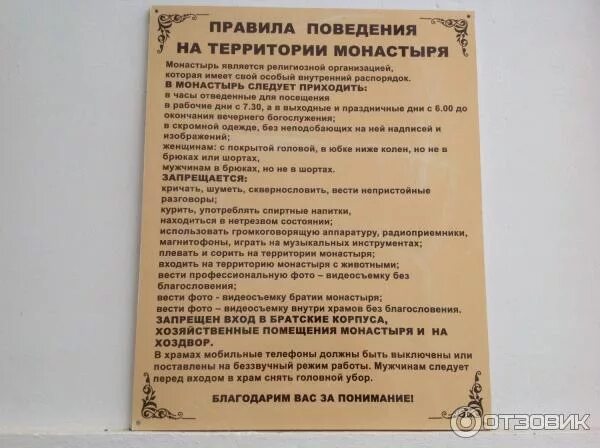 ПРАВИЛА ПОВЕДЕНИЯ
НА ТЕРРИТОРИИ МОНАСТЫРЯ
Монастырь является религиозной организацией,
которая имеет свой особый внутренний распорядок.
В МОНАСТЫРЬ СЛЕДУЕТ ПРИХОДИТЬ:
в часы отведенные для посещения
в рабочие дни с 7.30, а в выходные и праздничные дни с 6.00 до
окончания вечернего богослужения;
в скромной одежде, без неподобающих на ней надписей и
изображений;
женщинам: с покрытой головой, в юбке ниже колен, но не в
брюках или шортах,
мужчинам в брюках, но не в шортах.
ЗАПРЕЩАЕТСЯ:
кричать, шуметь, сквернословить, вести непристойные
разговоры;
курить, употреблять спиртные напитки,
находиться в нетрезвом состоянии;
использовать громкоговорящую аппаратуру, радиоприемники,
магнитофоны, играть на музыкальных инструментах;
плевать и сорить на территории монастыря;
входить на территорию монастыря с животными;
вести профессиональную фото – видеосъемку без
благословения;
вести фото - видеосъемку братии монастыря;
вести фото – видеосъемку внутри храмов без благословения.
ЗАПРЕЩЕН ВХОД В БРАТСКИЕ КОРПУСА,
ХОЗЯЙСТВЕННЫЕ ПОМЕЩЕНИЯ МОНАСТЫРЯ И НА
ХОЗДВОР.
В храмах мобильные телефоны должны быть выключены или
поставлены на беззвучный режим работы. Мужчинам следует
перед входом в храм снять головной убор.
БЛАГОДАРИМ ВАС ЗА ПОНИМАНИЕ!
ОТЗОВИК